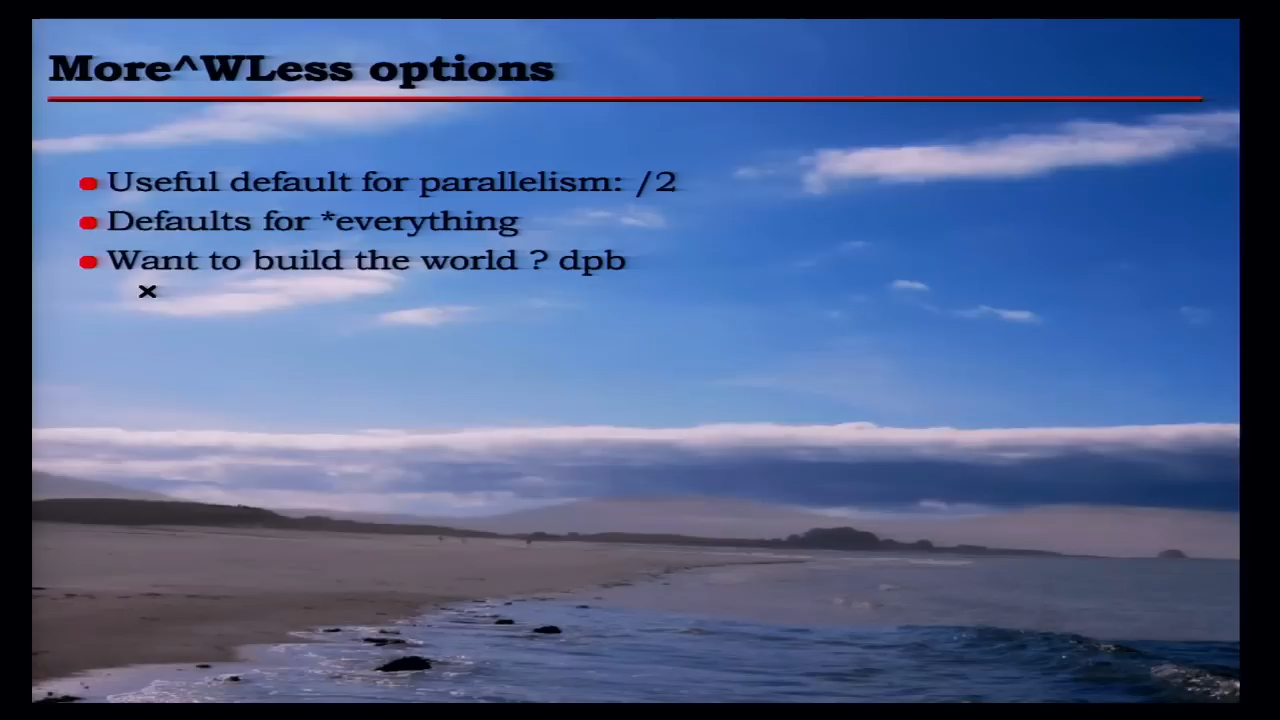 More^WLess options
Useful default for parallelism: /2
Defaults for *everything
Want to build the world ? dpb